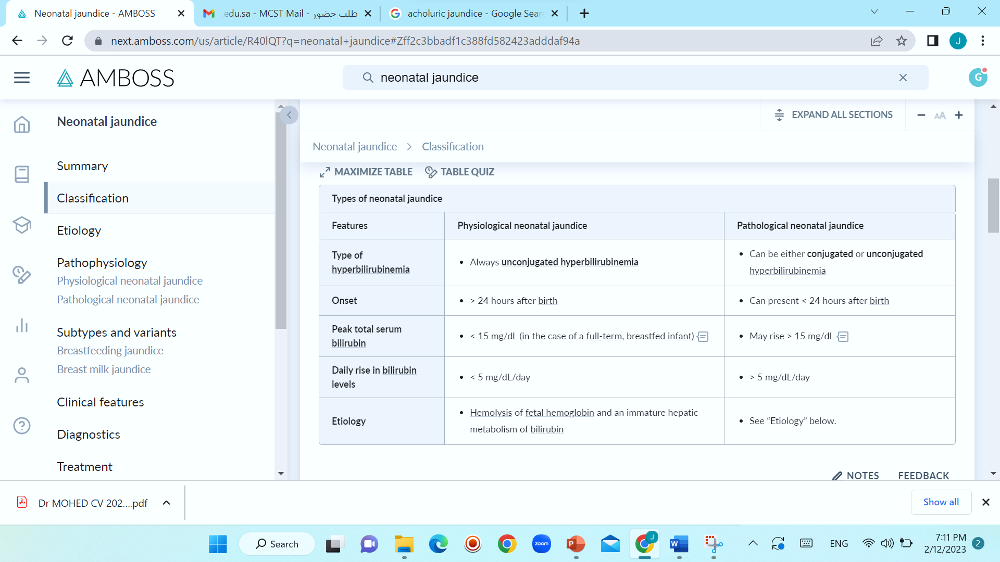 Neonatal jaundice - AMBOSS
edu.sa - MCST Mail - طلب حضور
acholuric jaundice - Google Sear
next.amboss.com/us/article/R40lQT?q=neonatal+jaundice#Zff2c3bbadf1c388fd582423adddaf94a
J
AMBOSS
neonatal jaundice
G
Neonatal jaundice
Summary
Classification
Etiology
Pathophysiology
Physiological neonatal jaundice
Pathological neonatal jaundice
Subtypes and variants
Breastfeeding jaundice
Breast milk jaundice
Clinical features
Diagnostics
Treatment
EXPAND ALL SECTIONS
AA
Neonatal jaundice > Classification
MAXIMIZE TABLE TABLE QUIZ
Types of neonatal jaundice
Features Physiological neonatal jaundice Pathological neonatal jaundice
Type of
hyperbilirubinemia
• Always unconjugated hyperbilirubinemia
• Can be either conjugated or unconjugated
hyperbilirubinemia
Onset
• > 24 hours after birth
• Can present < 24 hours after birth
Peak total serum
bilirubin
• < 15 mg/dL (in the case of a full-term, breastfed infant)
• May rise > 15 mg/dL
Daily rise in bilirubin
levels
• < 5 mg/dL/day
• > 5 mg/dL/day
Etiology
• Hemolysis of fetal hemoglobin and an immature hepatic
metabolism of bilirubin
• See “Etiology” below.
NOTES FEEDBACK
Dr MOHED CV 202....pdf
Show all
Search
zoom
P
J
W
ENG
7:11 PM
2/12/2023
2